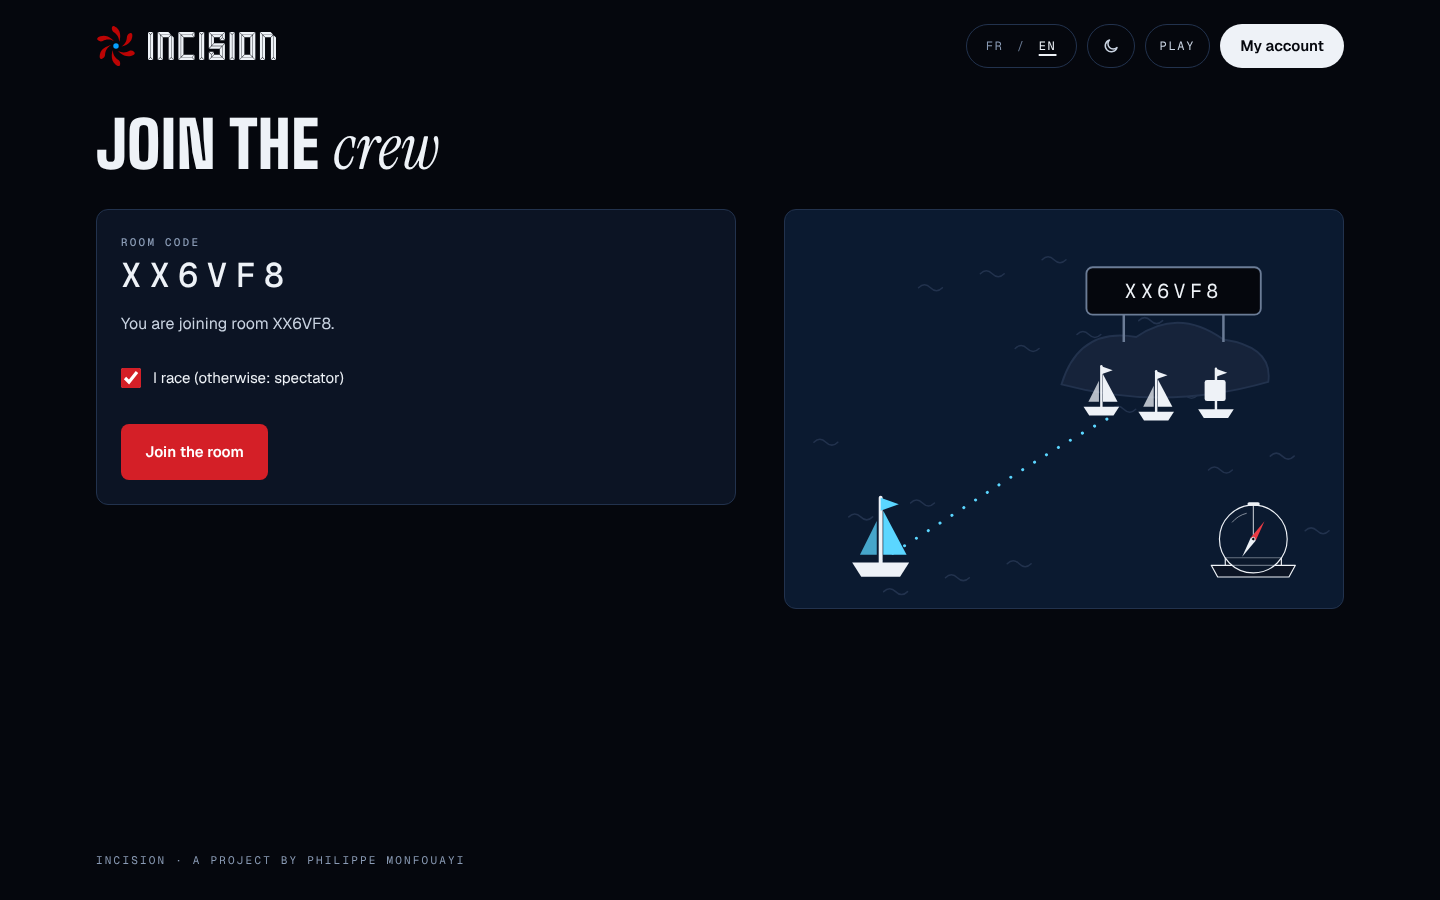 INCISION
FR / EN
PLAY
My account
JOIN THE crew
ROOM CODE
XX6VF8
You are joining room XX6VF8.
I race (otherwise: spectator)
Join the room
XX6VF8
INCISION · A PROJECT BY PHILIPPE MONFOUAYI